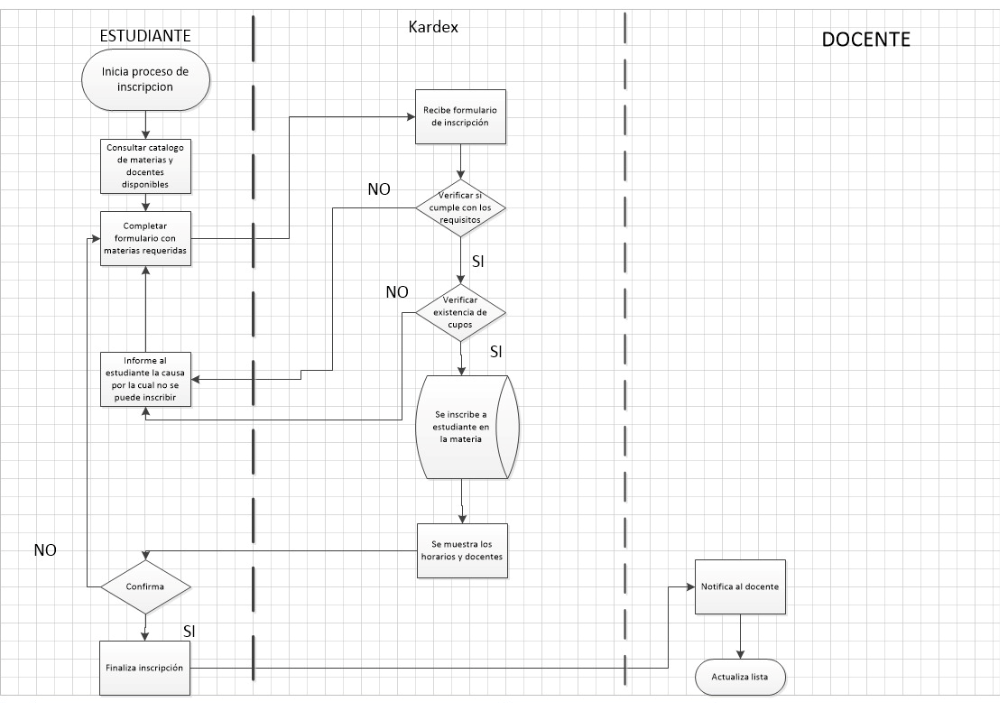 ESTUDIANTE
Inicia proceso de
inscripcion
Consultar catalogo
de materias y
docentes
disponibles
Completar
formulario con
materias requeridas
Informe al
estudiante la causa
por la cual no se
puede inscribir
NO
Confirma
SI
Finaliza inscripción
Kardex
Recibe formulario
de inscripción
NO
Verificar si
cumple con los
requisitos
SI
NO
Verificar
existencia de
cupos
SI
Se inscribe a
estudiante en
la materia
Se muestra los
horarios y docentes
DOCENTE
Notifica al docente
Actualiza lista